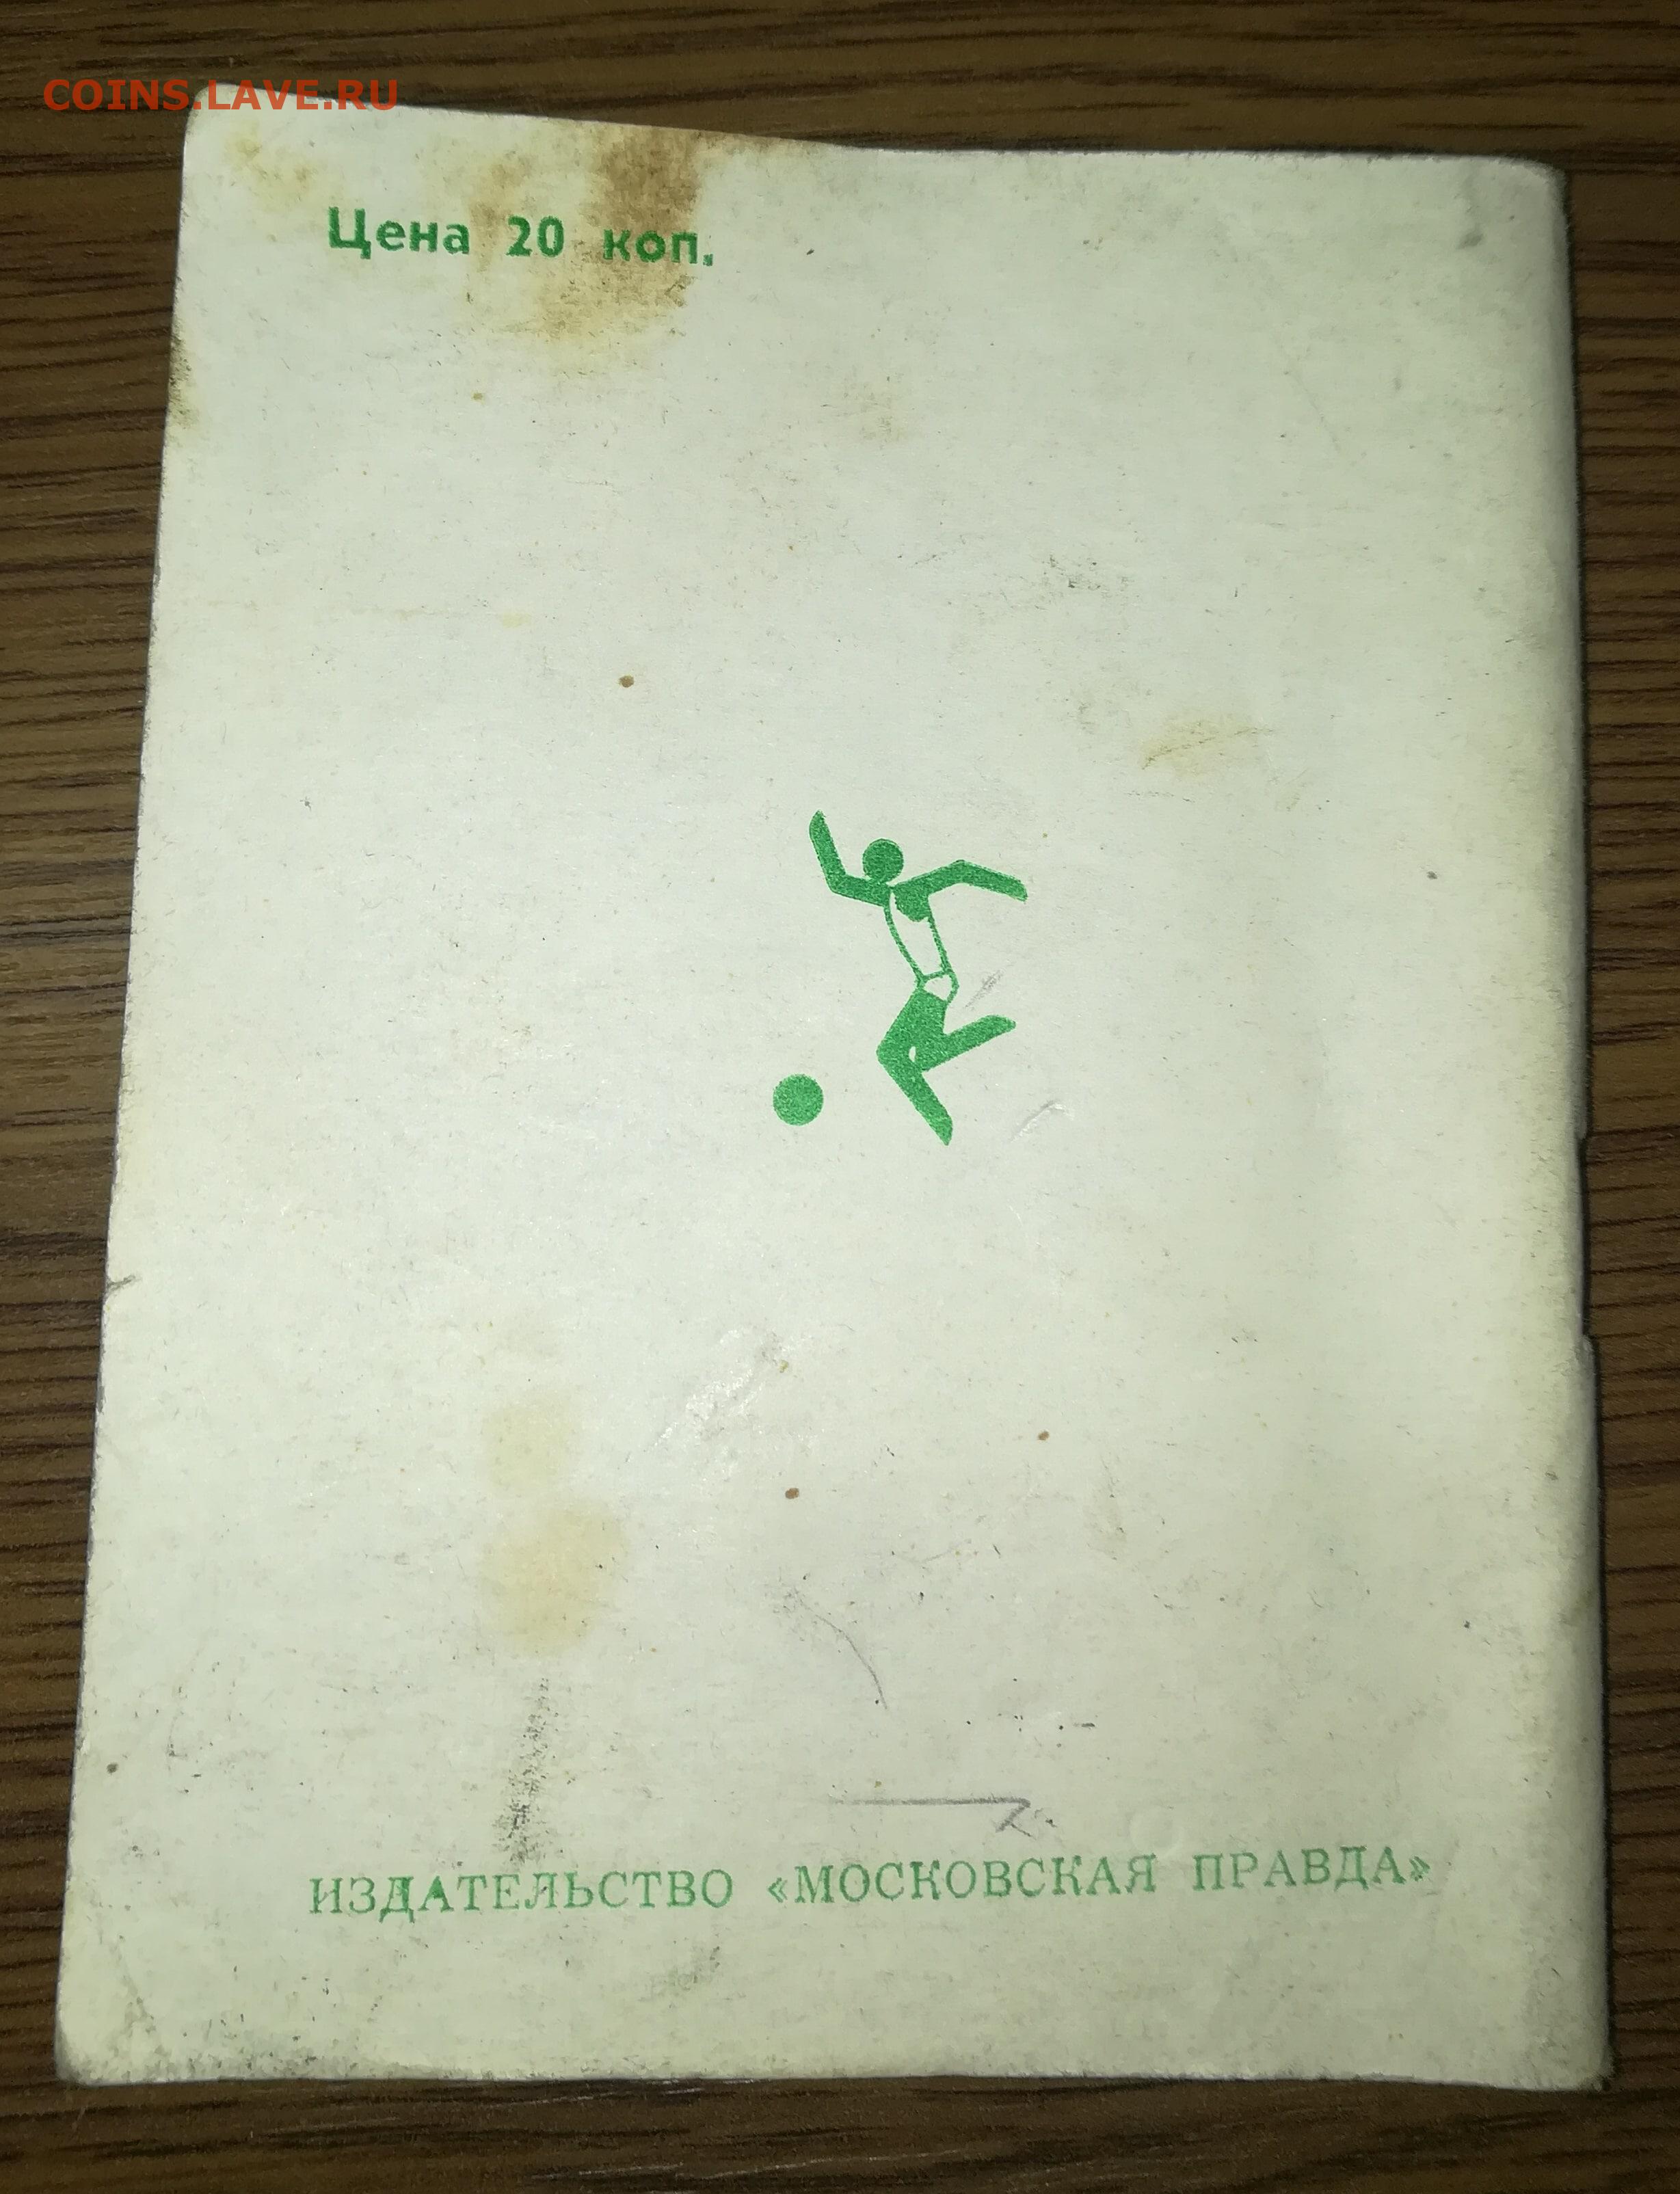 COINS.LAVE.RU
Цена 20 коп.
ИЗДАТЕЛЬСТВО «МОСКОВСКАЯ ПРАВДА»